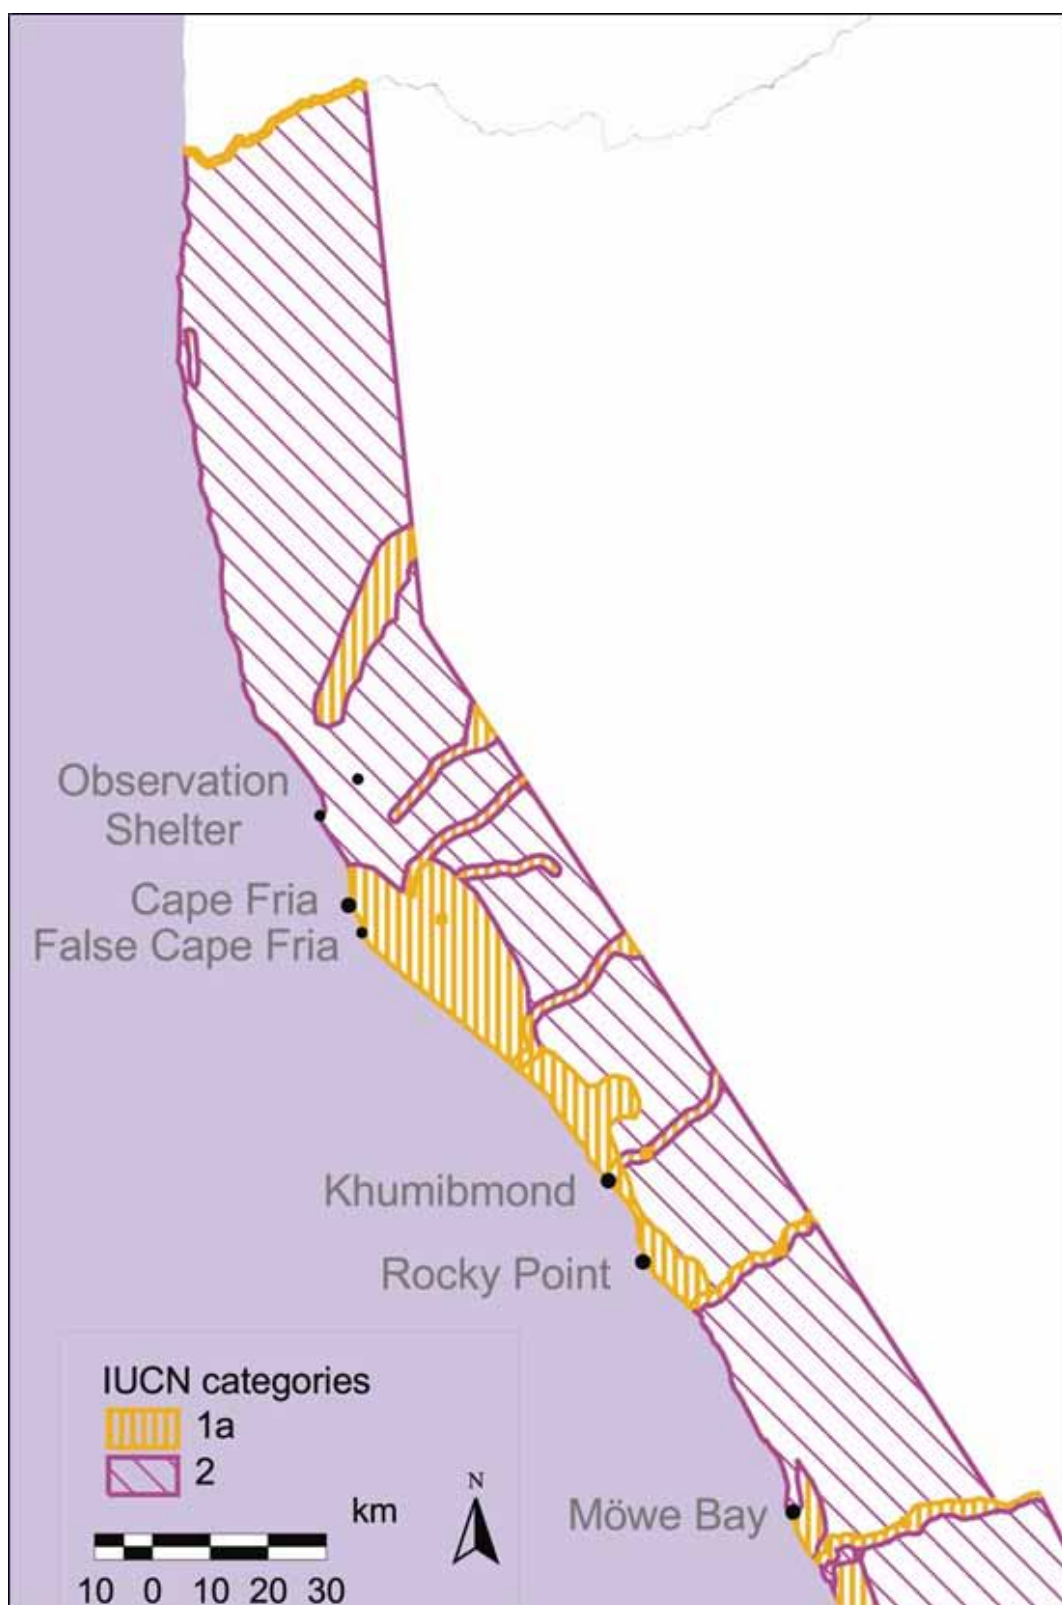 Observation
Shelter
Cape Fria
False Cape Fria
Khumibmond
Rocky Point
Möwe Bay
IUCN categories
1a
2
km
10 0 10 20 30
N